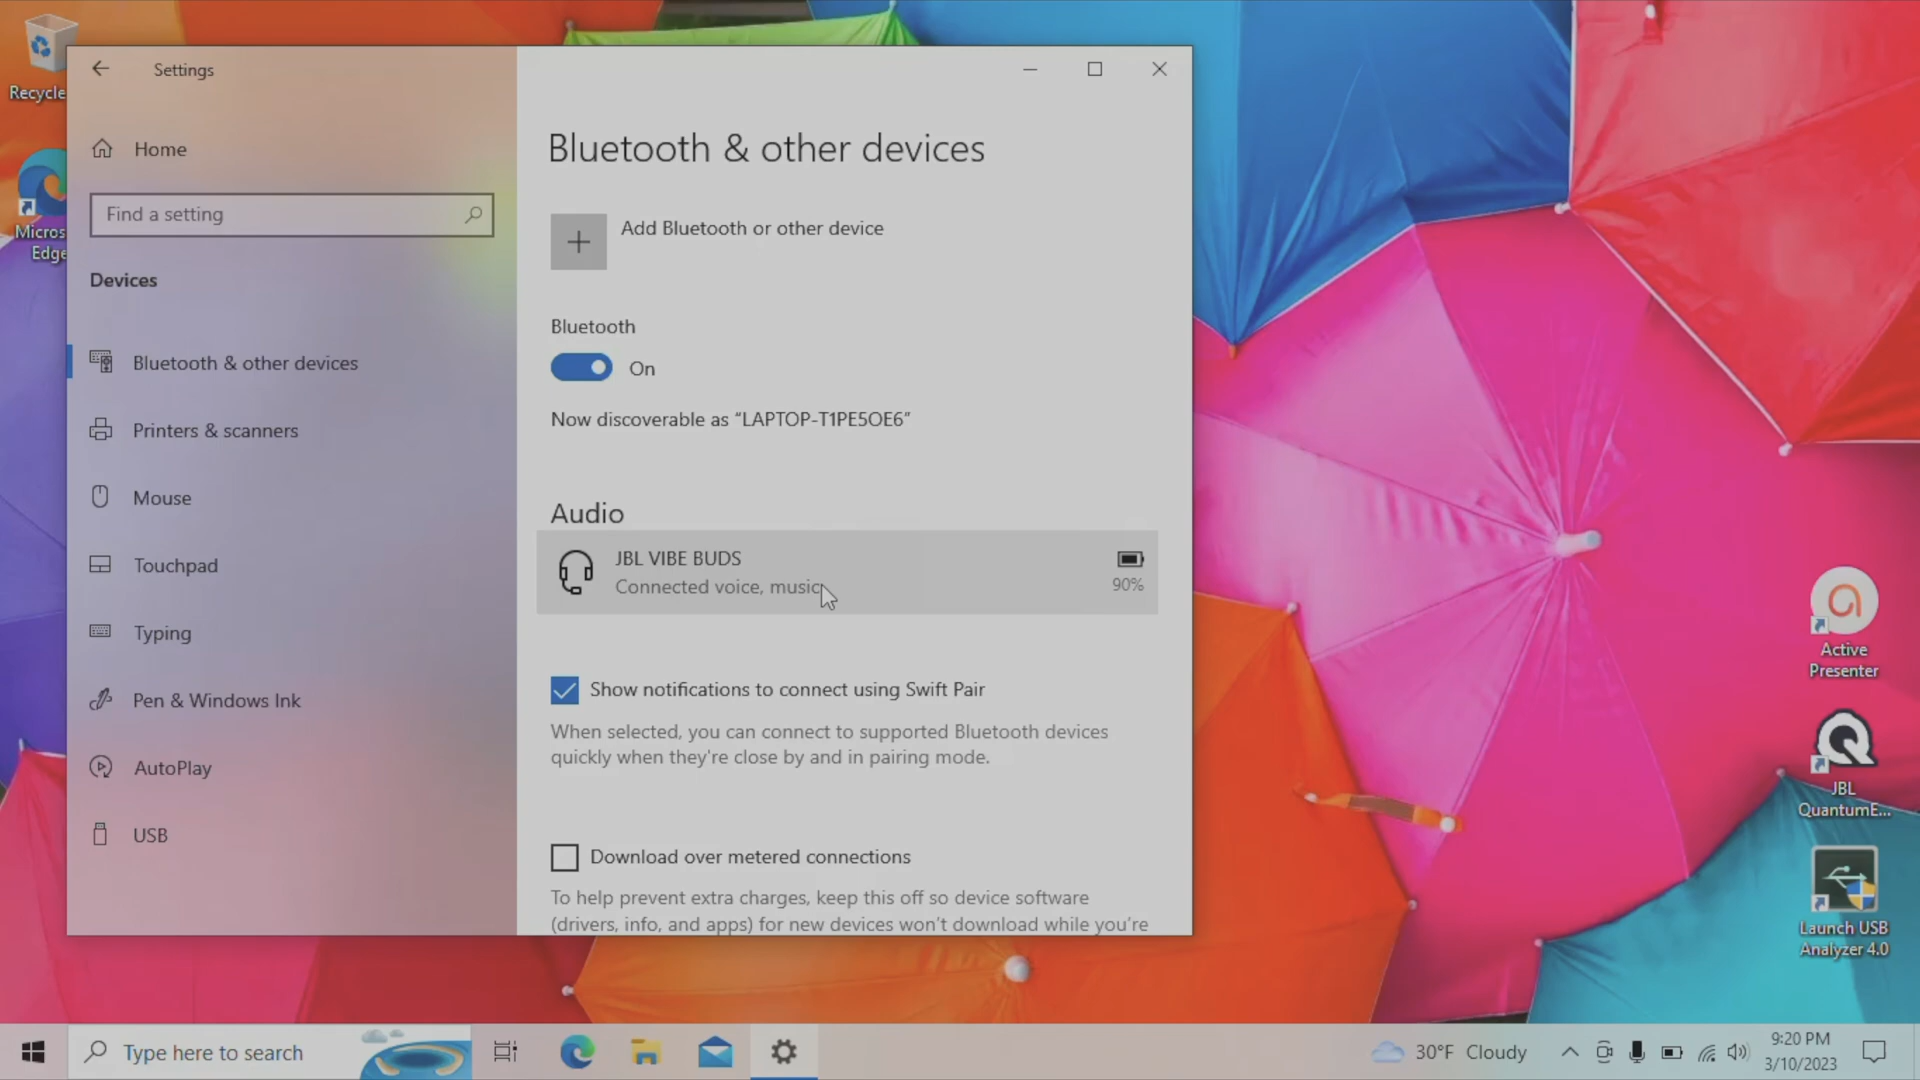 Recycle
Micros
Edge
Settings
Home
Find a setting
Devices
Bluetooth & other devices
Printers & scanners
Mouse
Touchpad
Typing
Pen & Windows Ink
AutoPlay
USB
Bluetooth & other devices
Add Bluetooth or other device
Bluetooth
On
Now discoverable as “LAPTOP-T1PE5OE6”
Audio
JBL VIBE BUDS
Connected voice, music
90%
Show notifications to connect using Swift Pair
When selected, you can connect to supported Bluetooth devices
quickly when they're close by and in pairing mode.
Download over metered connections
To help prevent extra charges, keep this off so device software
(drivers, info, and apps) for new devices won’t download while you’re
Active
Presenter
JBL
QuantumE...
Launch USB
Analyzer 4.0
Type here to search
30°F Cloudy
9:20 PM
3/10/2023